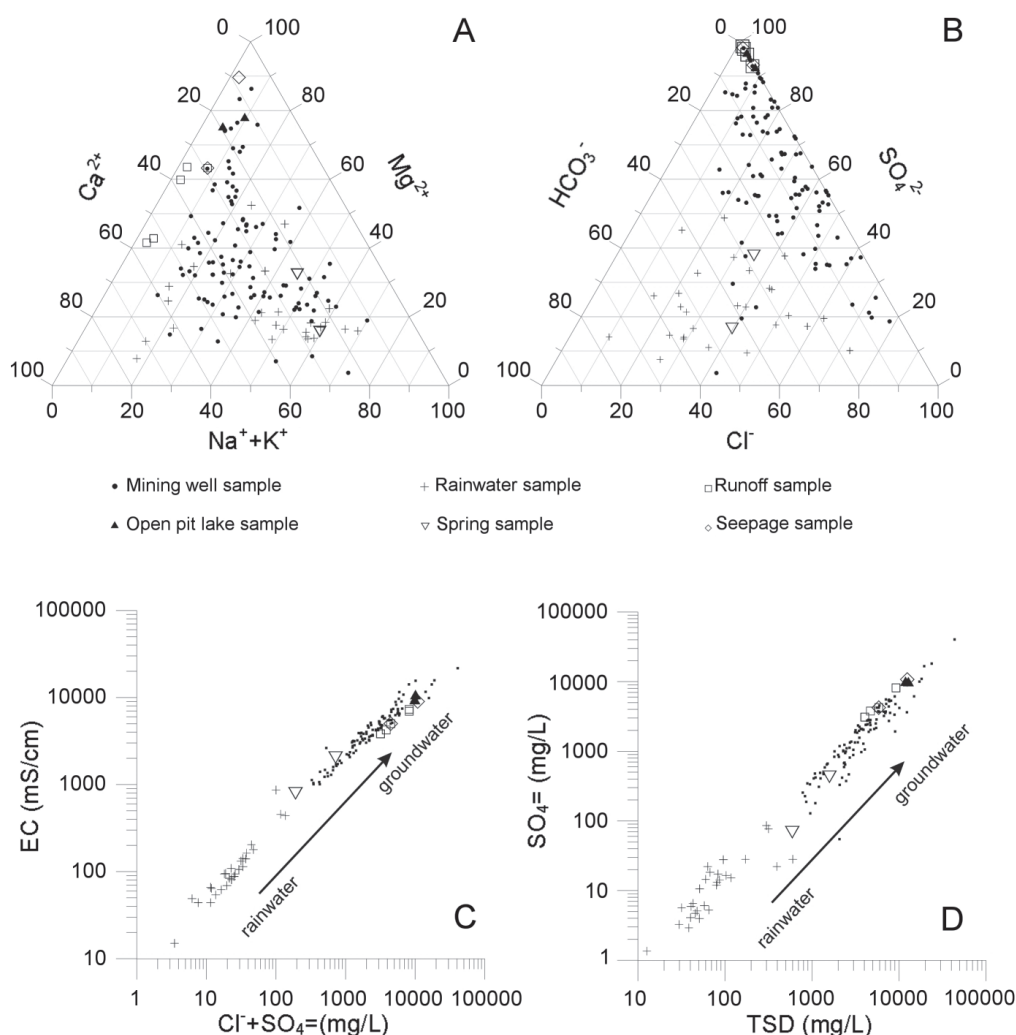 A
0 100
20 80
40 60
60 40
80 20
100 0
Ca²⁺
Mg²⁺
0 20 40 60 80 100
Na⁺+K⁺
B
0 100
20 80
40 60
60 40
80 20
100 0
HCO₃⁻
SO₄²⁻
0 20 40 60 80 100
Cl⁻
Mining well sample
Rainwater sample
Runoff sample
Open pit lake sample
Spring sample
Seepage sample
100000
10000
1000
100
10
EC (mS/cm)
1 10 100 1000 10000 100000
Cl⁻+SO₄=(mg/L)
rainwater
groundwater
C
100000
10000
1000
100
10
1
SO₄= (mg/L)
10 100 1000 10000 100000
TSD (mg/L)
rainwater
groundwater
D